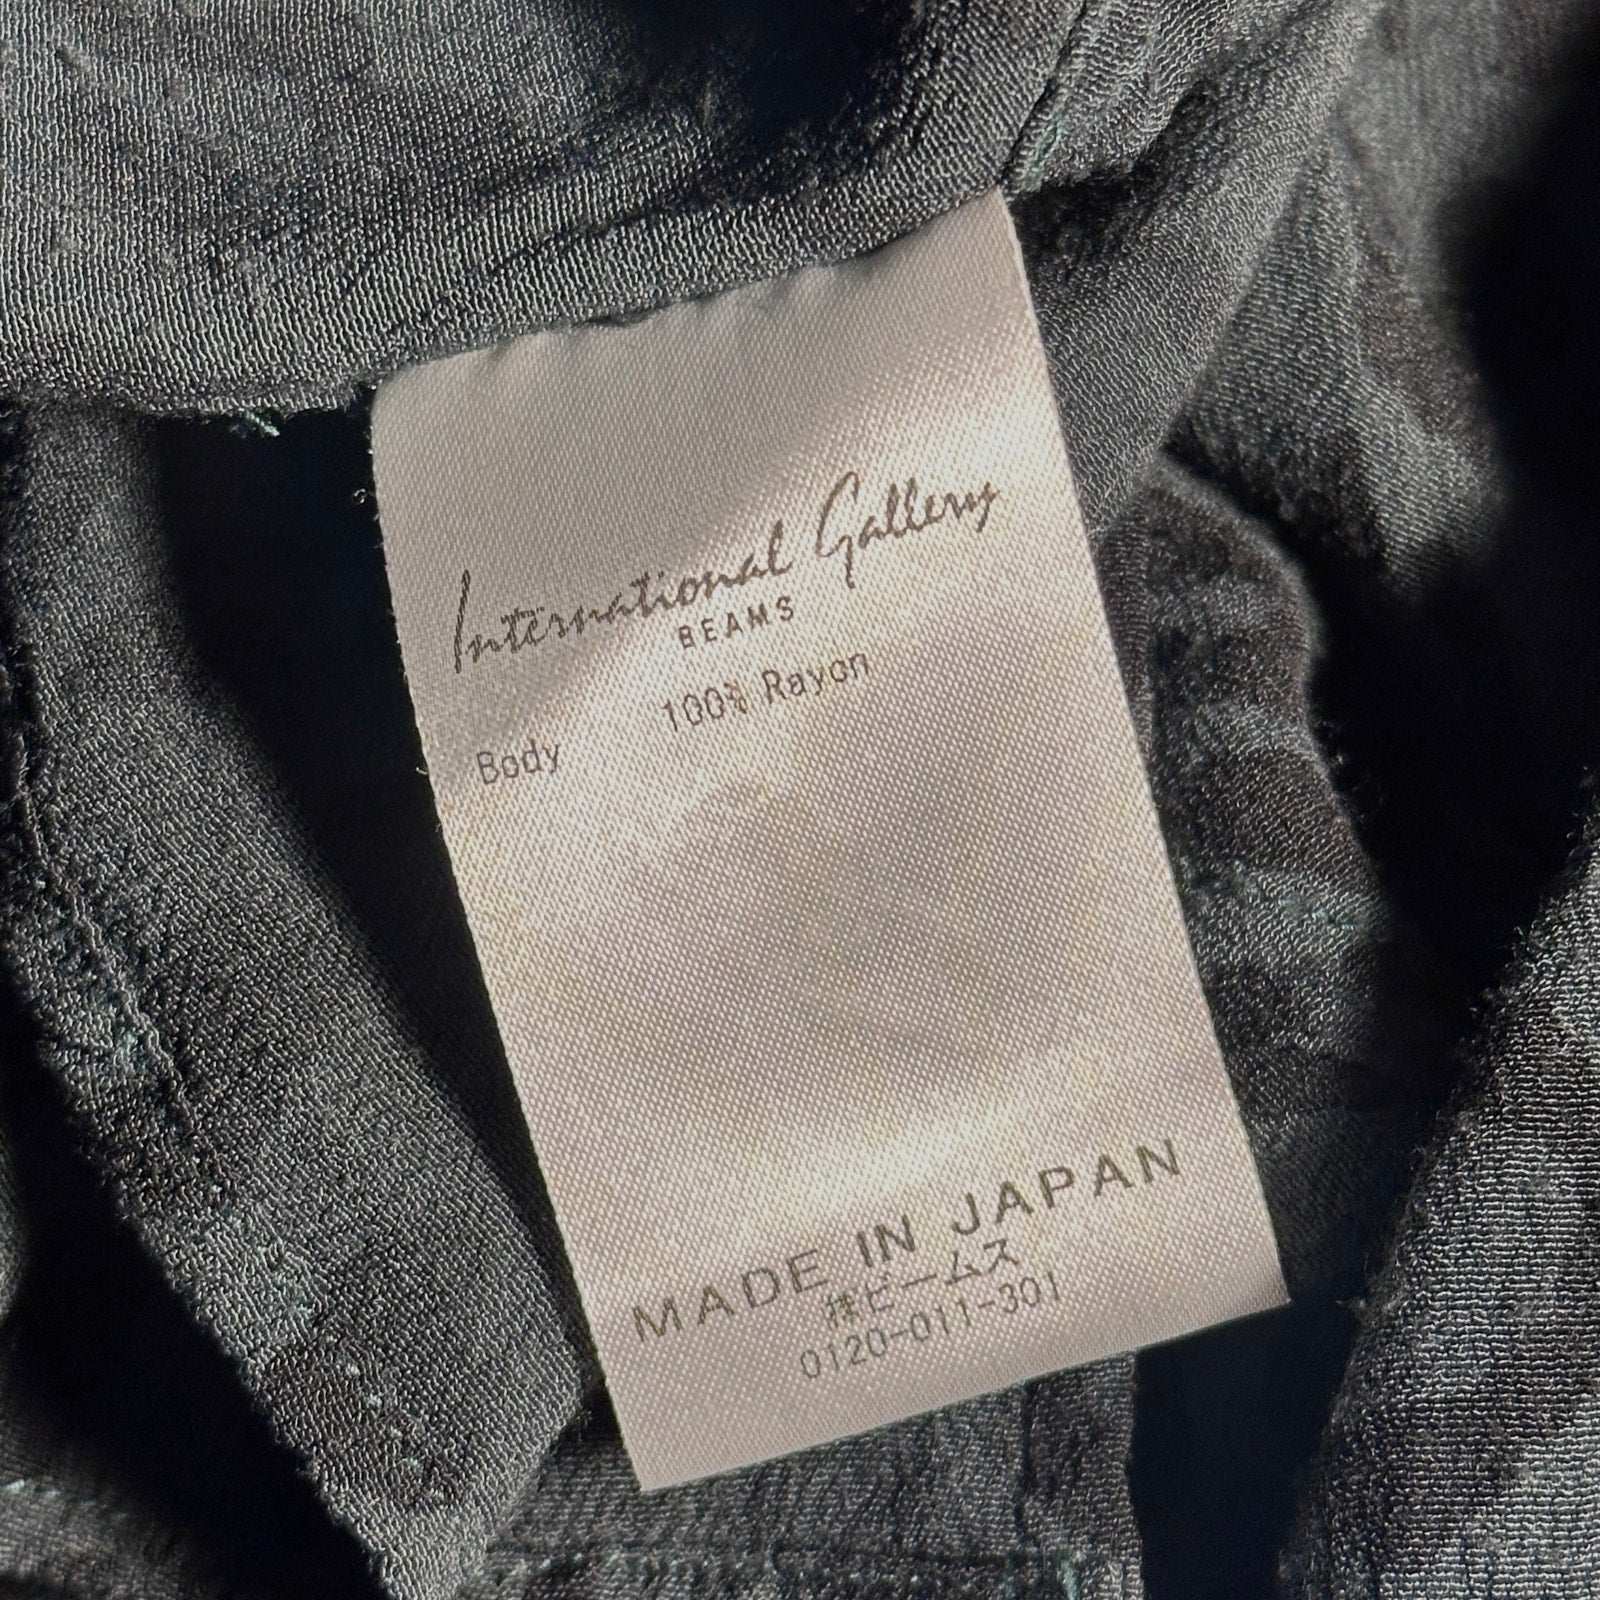 International Gallery
BEAMS
100% Rayon
Body
MADE IN JAPAN
㈱ビームス
0120-011-301